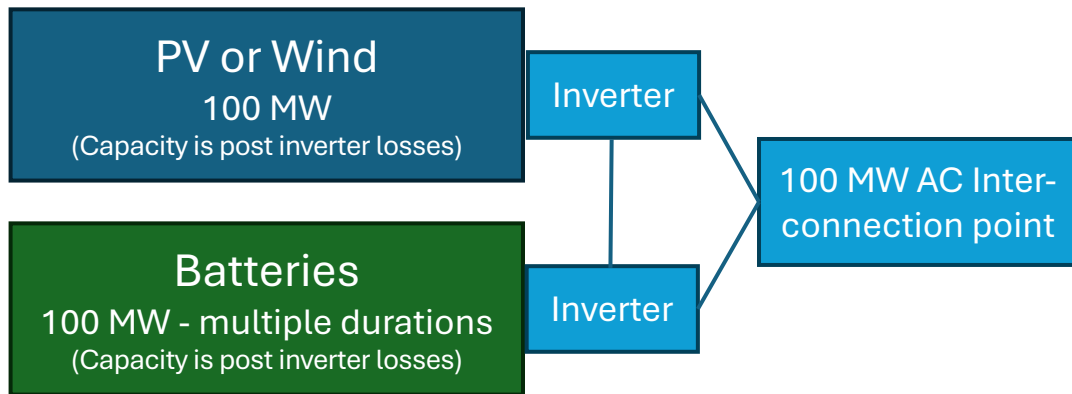 PV or Wind
100 MW
(Capacity is post inverter losses)
Inverter
100 MW AC Inter-
connection point
Batteries
100 MW - multiple durations
(Capacity is post inverter losses)
Inverter